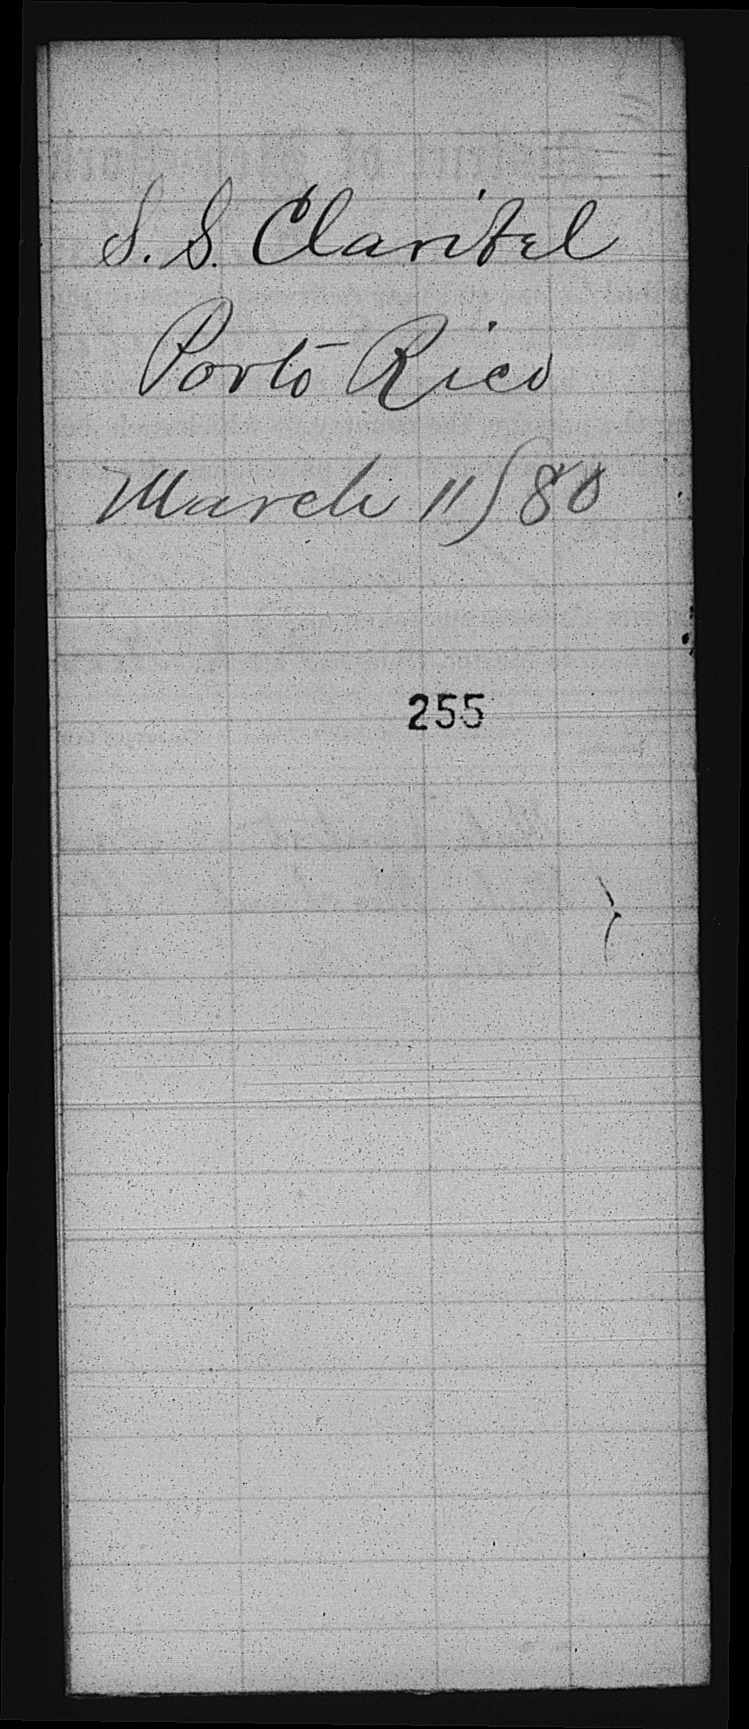 S. S. Claribel
Porto Rico
March 11/80
255